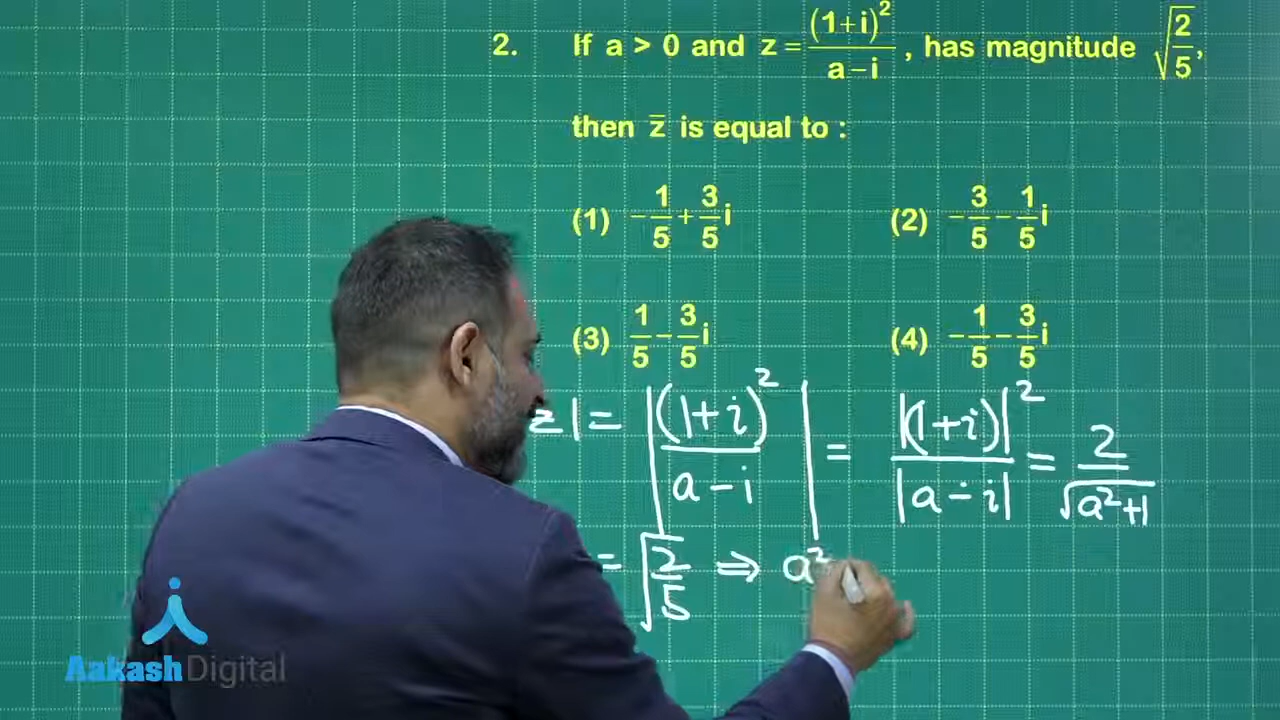 2. If a > 0 and z = (1+i)²/(a−i), has magnitude √(2/5),
then z̄ is equal to :
(1) −1/5 + 3/5 i (2) −3/5 − 1/5 i
(3) 1/5 − 3/5 i (4) −1/5 − 3/5 i
z| = |(1+i)²/(a−i)| = |(1+i)|²/|a−i| = 2/√(a²+1)
= √(2/5) ⇒ a²
Aakash Digital